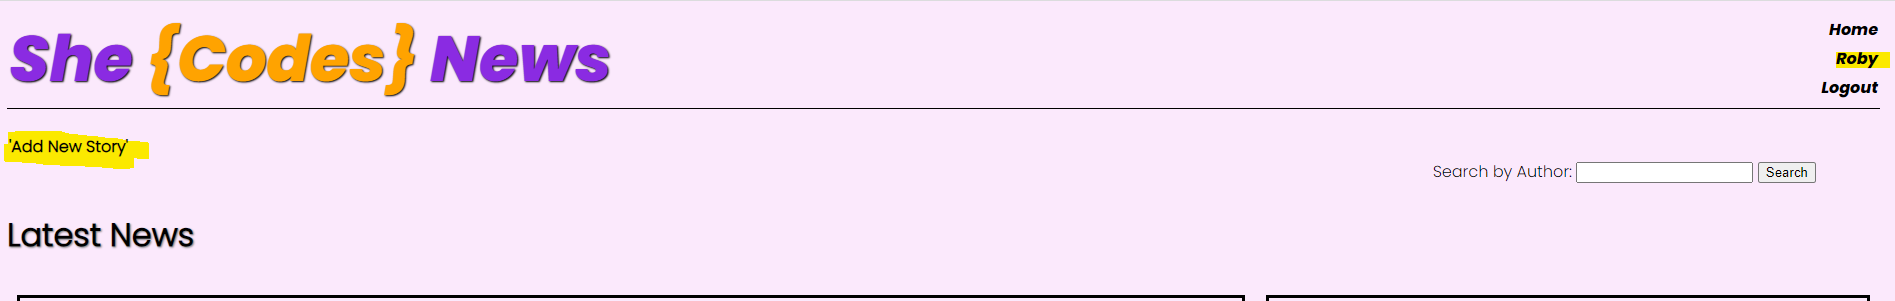 She {Codes} News
Home
Roby
Logout
'Add New Story'
Search by Author: Search
Latest News